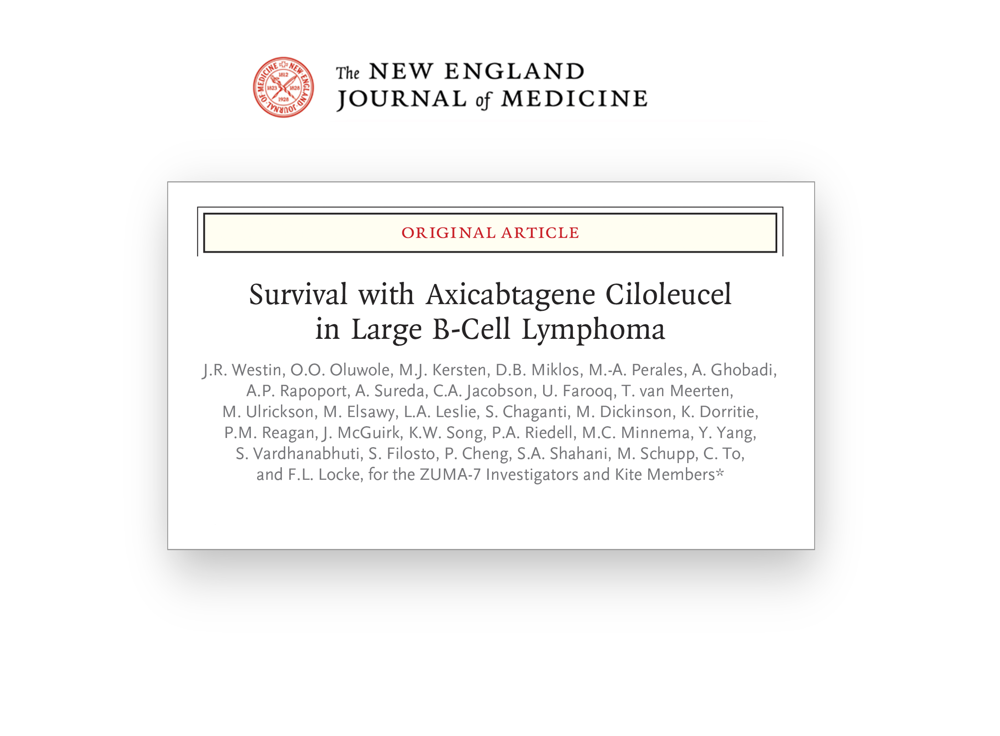 NEW·ENGLAND·JOURNAL·OF·MEDICINE
1812
1823 1828
1928
The NEW ENGLAND
JOURNAL of MEDICINE
ORIGINAL ARTICLE
Survival with Axicabtagene Ciloleucel
in Large B-Cell Lymphoma
J.R. Westin, O.O. Oluwole, M.J. Kersten, D.B. Miklos, M.-A. Perales, A. Ghobadi,
A.P. Rapoport, A. Sureda, C.A. Jacobson, U. Farooq, T. van Meerten,
M. Ulrickson, M. Elsawy, L.A. Leslie, S. Chaganti, M. Dickinson, K. Dorritie,
P.M. Reagan, J. McGuirk, K.W. Song, P.A. Riedell, M.C. Minnema, Y. Yang,
S. Vardhanabhuti, S. Filosto, P. Cheng, S.A. Shahani, M. Schupp, C. To,
and F.L. Locke, for the ZUMA-7 Investigators and Kite Members*